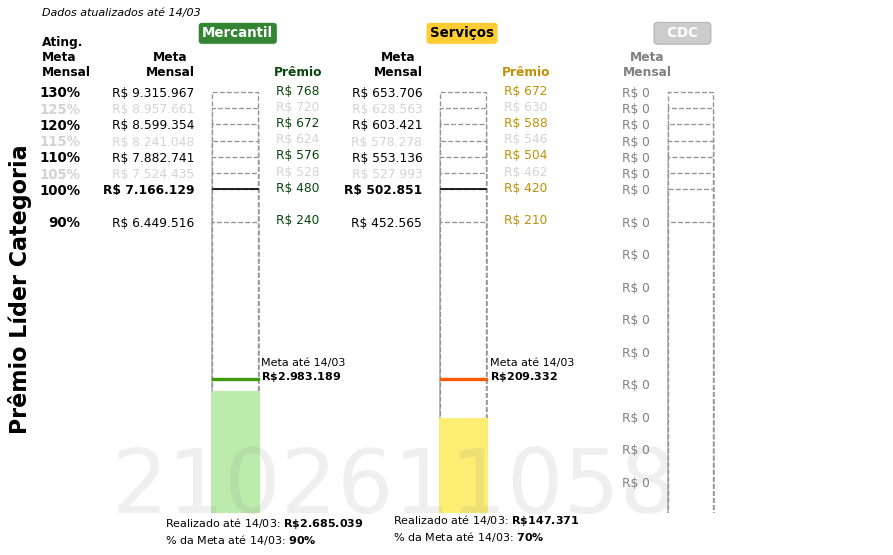 Dados atualizados até 14/03
Mercantil Serviços CDC
Ating.
Meta Meta Meta Meta
Mensal Mensal Prêmio Mensal Prêmio Mensal
130% R$ 9.315.967 R$ 768 R$ 653.706 R$ 672 R$ 0
125% R$ 8.957.661 R$ 720 R$ 628.563 R$ 630 R$ 0
120% R$ 8.599.354 R$ 672 R$ 603.421 R$ 588 R$ 0
115% R$ 8.241.048 R$ 624 R$ 578.278 R$ 546 R$ 0
110% R$ 7.882.741 R$ 576 R$ 553.136 R$ 504 R$ 0
105% R$ 7.524.435 R$ 528 R$ 527.993 R$ 462 R$ 0
100% R$ 7.166.129 R$ 480 R$ 502.851 R$ 420 R$ 0
90% R$ 6.449.516 R$ 240 R$ 452.565 R$ 210 R$ 0
R$ 0
R$ 0
R$ 0
R$ 0
R$ 0
R$ 0
R$ 0
R$ 0
Prêmio Líder Categoria
Meta até 14/03 Meta até 14/03
R$2.983.189 R$209.332
2102611058
Realizado até 14/03: R$2.685.039 Realizado até 14/03: R$147.371
% da Meta até 14/03: 90% % da Meta até 14/03: 70%